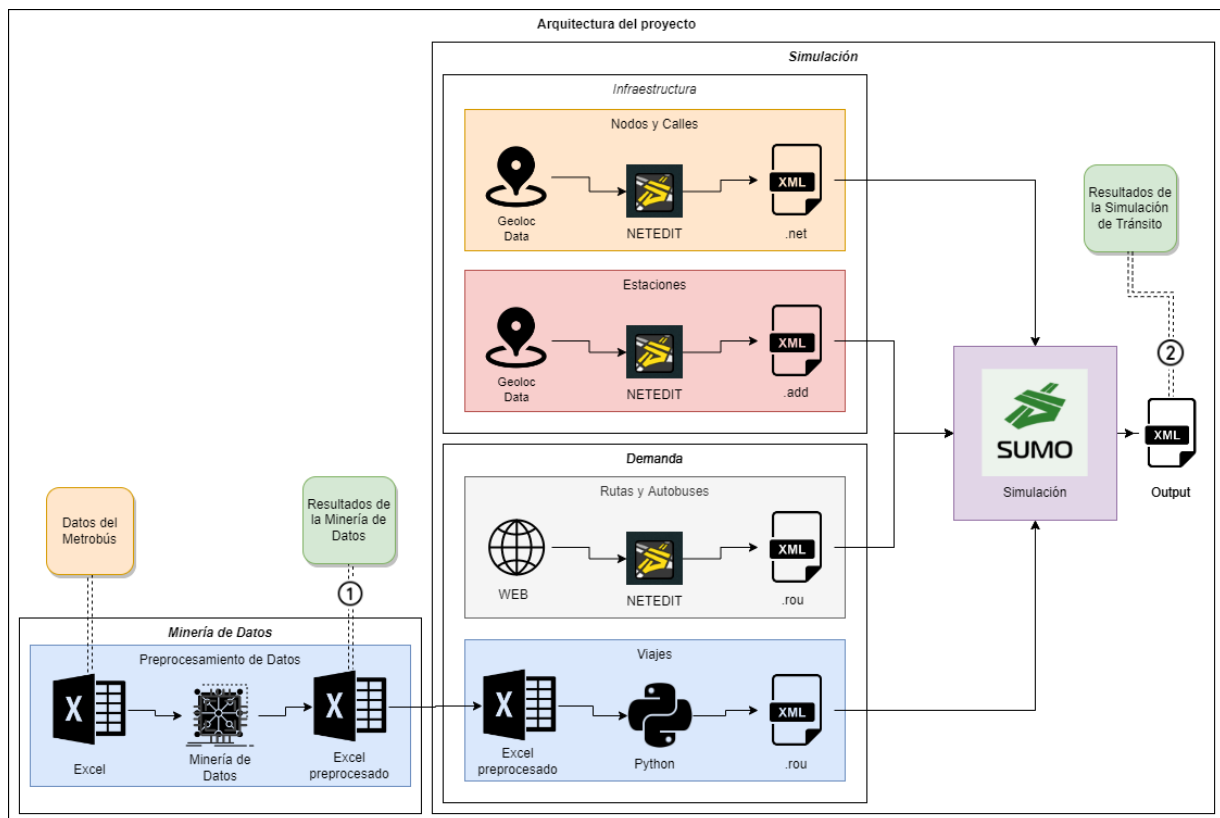 Arquitectura del proyecto
Simulación
Infraestructura
Nodos y Calles
Geoloc
Data
NETEDIT
XML
.net
Estaciones
Geoloc
Data
NETEDIT
XML
.add
Demanda
Rutas y Autobuses
WEB
NETEDIT
XML
.rou
Viajes
X
Excel
preprocesado
Python
XML
.rou
Resultados de
la Simulación
de Tránsito
2
SUMO
Simulación
XML
Output
Datos del
Metrobús
Resultados de
la Minería de
Datos
1
Minería de Datos
Preprocesamiento de Datos
X
Excel
Minería de
Datos
X
Excel
preprocesado